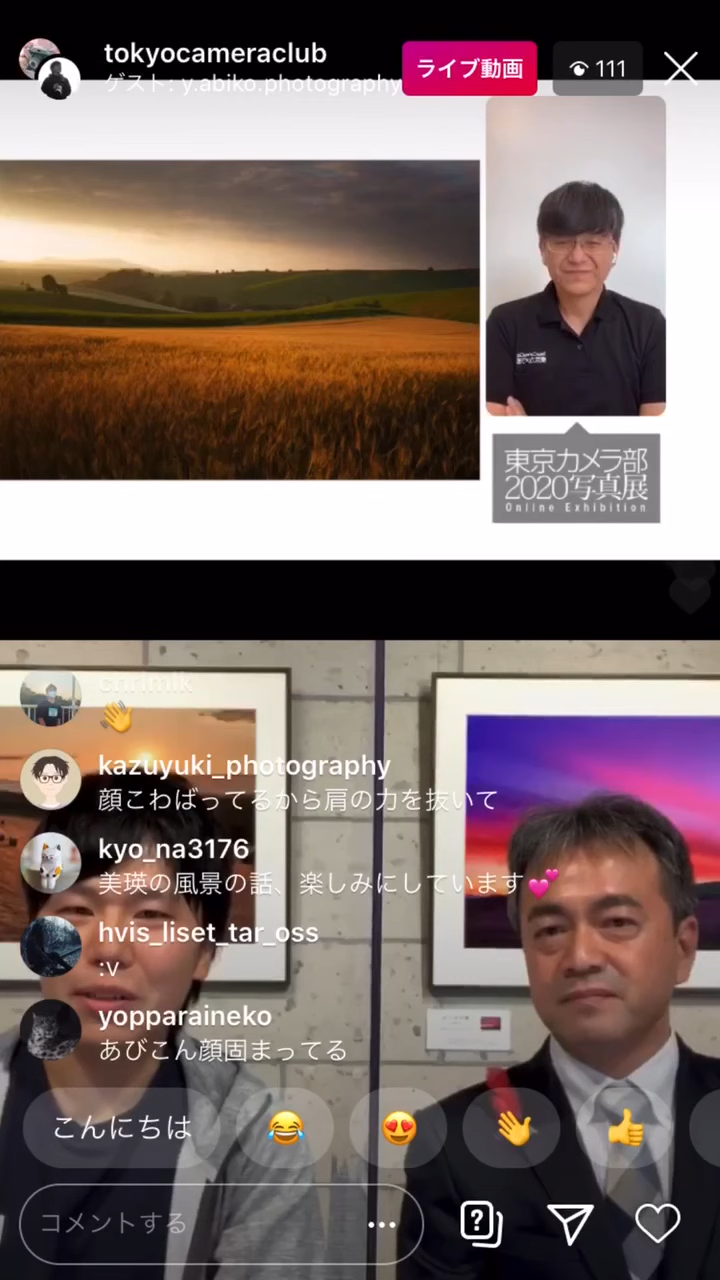 tokyocameraclub
ゲスト: y.abiko.photography
ライブ動画
111
東京カメラ部
2020写真展
Online Exhibition
chrimik
👋
kazuyuki_photography
顔こわばってるから肩の力を抜いて
kyo_na3176
美瑛の風景の話、楽しみにしています💕
hvis_liset_tar_oss
:v
yopparaineko
あびこん顔固まってる
こんにちは 😂 😍 👋 👍
コメントする